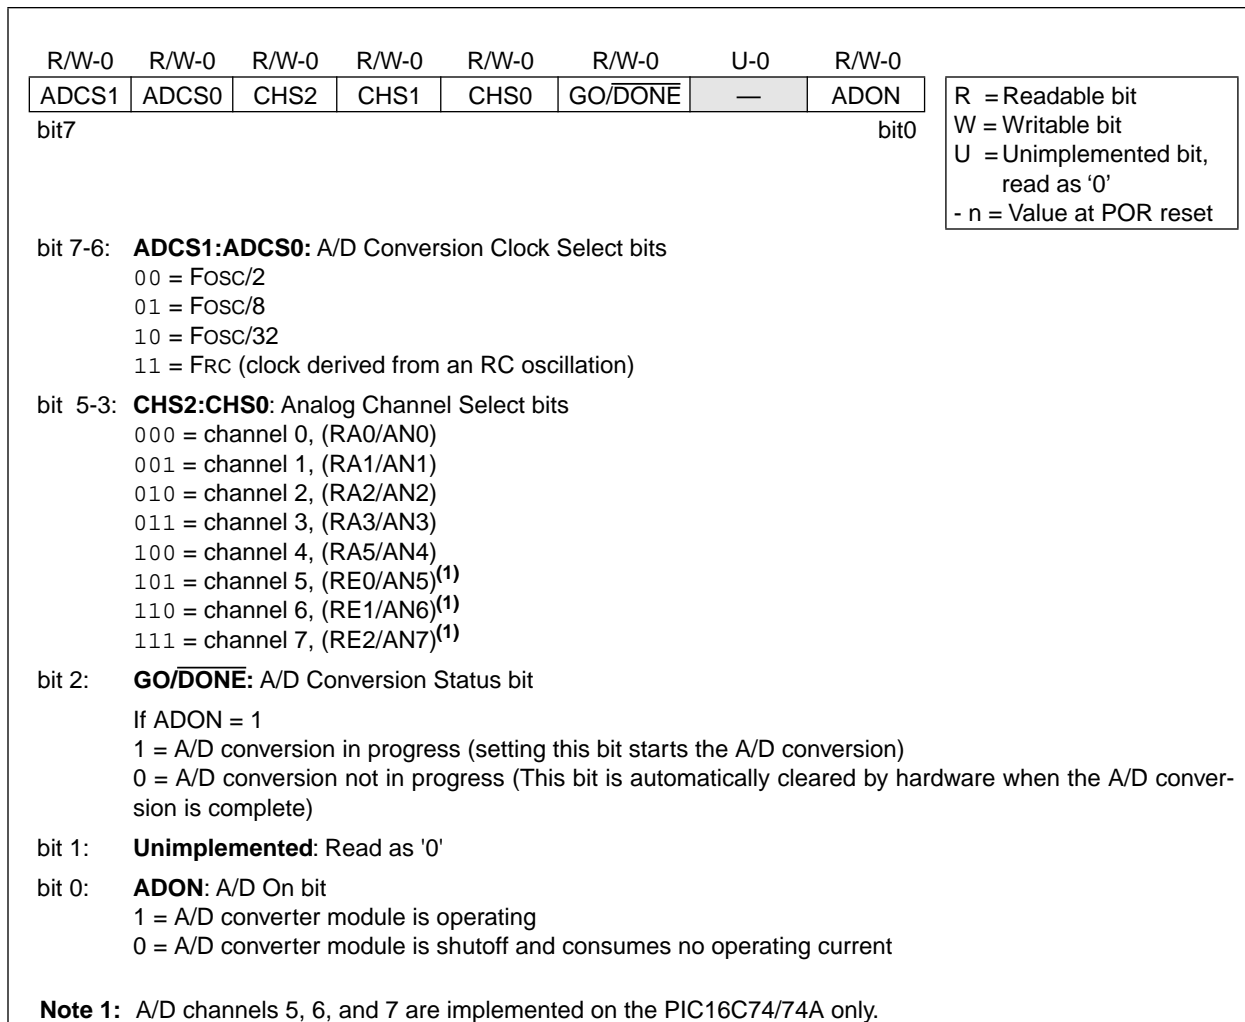 R/W-0 R/W-0 R/W-0 R/W-0 R/W-0 R/W-0 U-0 R/W-0
ADCS1 ADCS0 CHS2 CHS1 CHS0 GO/DONE — ADON
bit7 bit0
R = Readable bit
W = Writable bit
U = Unimplemented bit,
read as ‘0’
- n = Value at POR reset
bit 7-6: ADCS1:ADCS0: A/D Conversion Clock Select bits
00 = FOSC/2
01 = FOSC/8
10 = FOSC/32
11 = FRC (clock derived from an RC oscillation)
bit 5-3: CHS2:CHS0: Analog Channel Select bits
000 = channel 0, (RA0/AN0)
001 = channel 1, (RA1/AN1)
010 = channel 2, (RA2/AN2)
011 = channel 3, (RA3/AN3)
100 = channel 4, (RA5/AN4)
101 = channel 5, (RE0/AN5)(1)
110 = channel 6, (RE1/AN6)(1)
111 = channel 7, (RE2/AN7)(1)
bit 2: GO/DONE: A/D Conversion Status bit
If ADON = 1
1 = A/D conversion in progress (setting this bit starts the A/D conversion)
0 = A/D conversion not in progress (This bit is automatically cleared by hardware when the A/D conver-
sion is complete)
bit 1: Unimplemented: Read as '0'
bit 0: ADON: A/D On bit
1 = A/D converter module is operating
0 = A/D converter module is shutoff and consumes no operating current
Note 1: A/D channels 5, 6, and 7 are implemented on the PIC16C74/74A only.